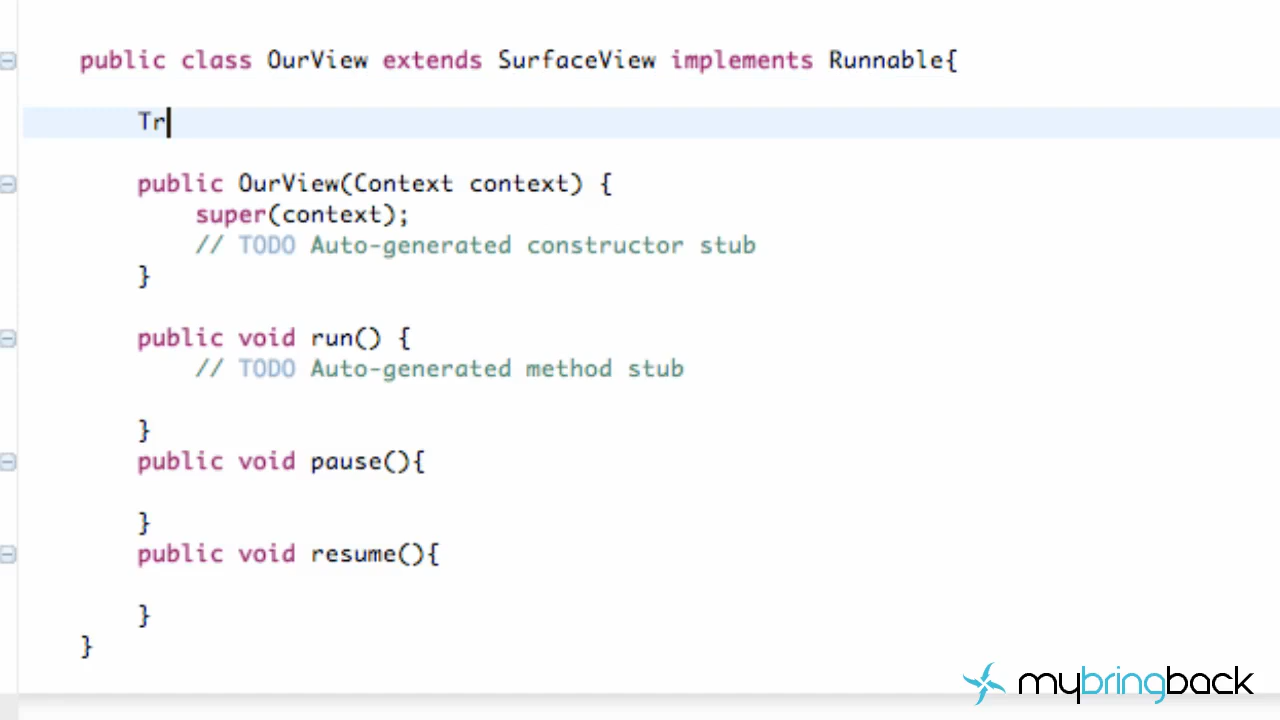 public class OurView extends SurfaceView implements Runnable{
Tr
public OurView(Context context) {
super(context);
// TODO Auto-generated constructor stub
}
public void run() {
// TODO Auto-generated method stub
}
public void pause(){
}
public void resume(){
}
}
mybringback